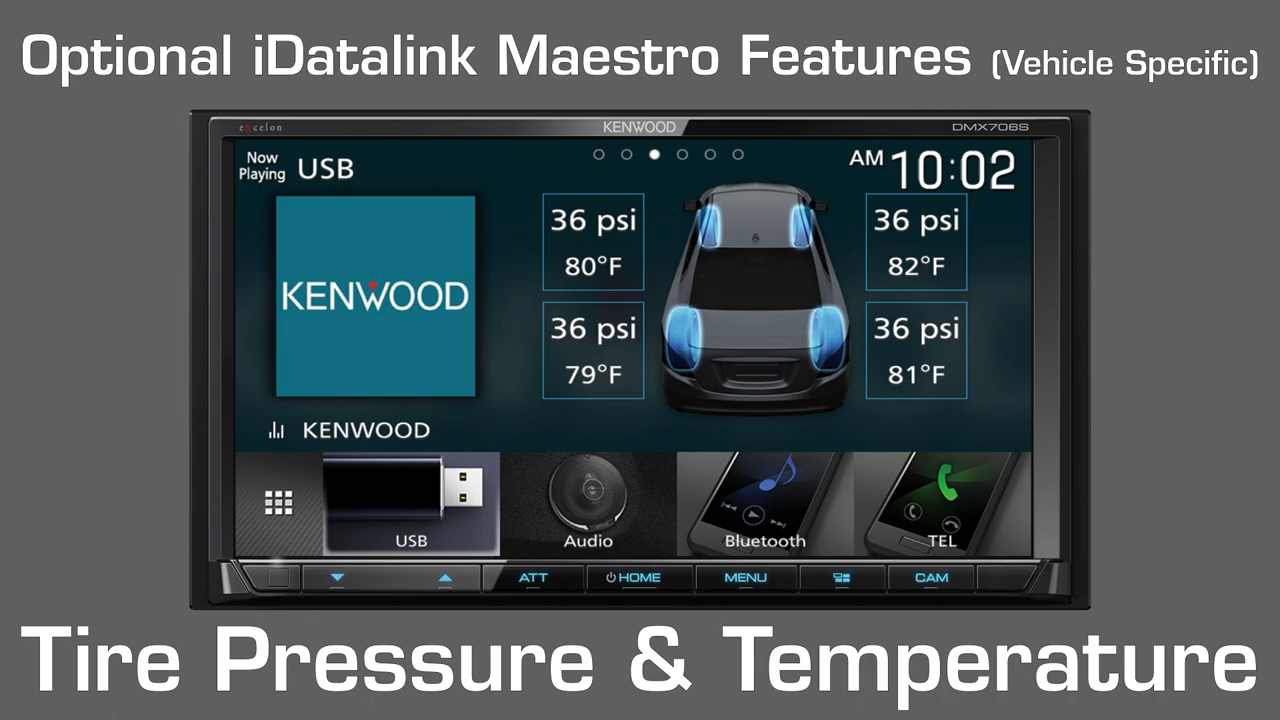 Optional iDatalink Maestro Features (Vehicle Specific)
eXcelon
KENWOOD
DMX706S
Now Playing USB
AM 10:02
KENWOOD
36 psi
80°F
36 psi
82°F
36 psi
79°F
36 psi
81°F
KENWOOD
USB
Audio
Bluetooth
TEL
ATT
HOME
MENU
CAM
Tire Pressure & Temperature